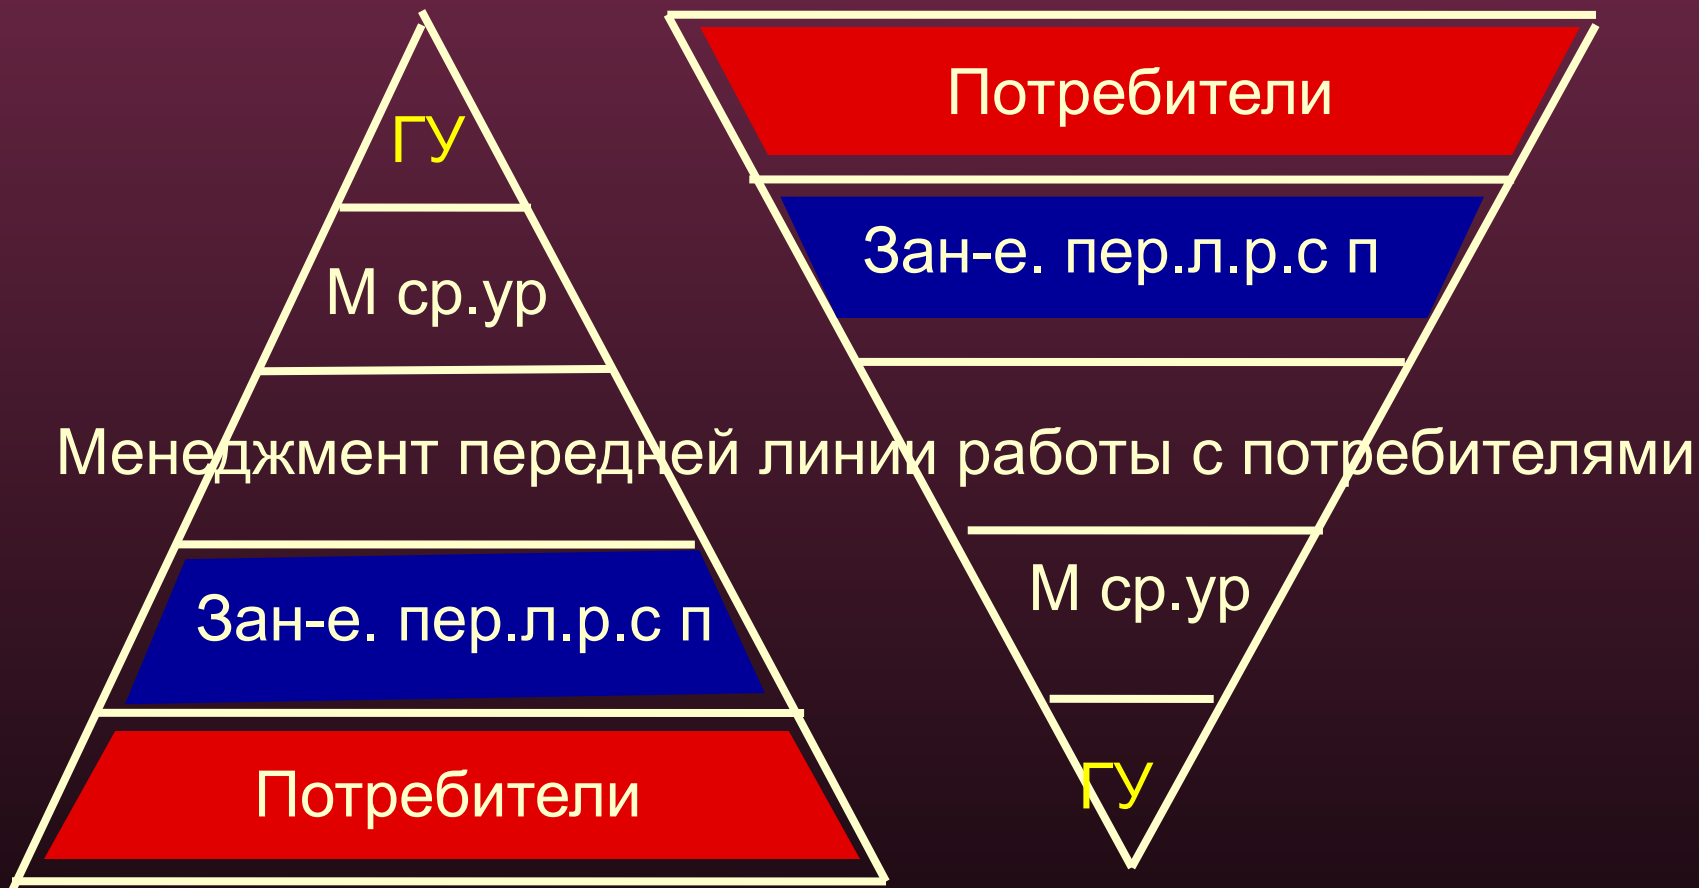 ГУ
М ср.ур
Менеджмент передней линии работы с потребителями
Зан-е. пер.л.р.с п
Потребители
Потребители
Зан-е. пер.л.р.с п
М ср.ур
ГУ